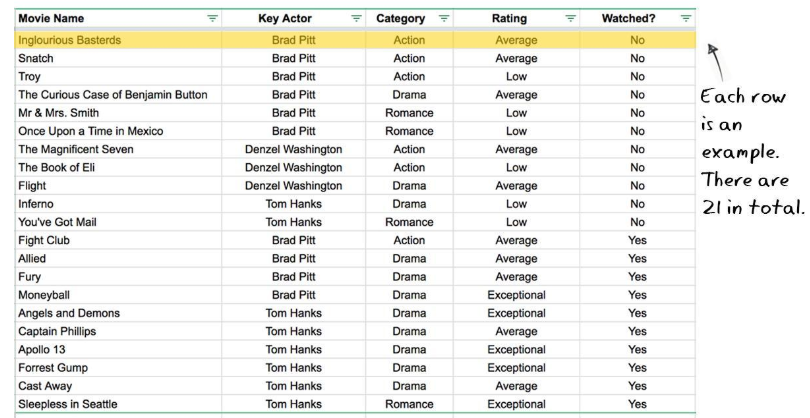 Movie Name Key Actor Category Rating Watched?
Inglourious Basterds Brad Pitt Action Average No
Snatch Brad Pitt Action Average No
Troy Brad Pitt Action Low No
The Curious Case of Benjamin Button Brad Pitt Drama Average No
Mr & Mrs. Smith Brad Pitt Romance Low No
Once Upon a Time in Mexico Brad Pitt Romance Low No
The Magnificent Seven Denzel Washington Action Average No
The Book of Eli Denzel Washington Action Low No
Flight Denzel Washington Drama Average No
Inferno Tom Hanks Drama Low No
You've Got Mail Tom Hanks Romance Low No
Fight Club Brad Pitt Action Average Yes
Allied Brad Pitt Drama Average Yes
Fury Brad Pitt Drama Average Yes
Moneyball Brad Pitt Drama Exceptional Yes
Angels and Demons Tom Hanks Drama Exceptional Yes
Captain Phillips Tom Hanks Drama Average Yes
Apollo 13 Tom Hanks Drama Exceptional Yes
Forrest Gump Tom Hanks Drama Exceptional Yes
Cast Away Tom Hanks Drama Average Yes
Sleepless in Seattle Tom Hanks Romance Exceptional Yes
Each row
is an
example.
There are
21 in total.